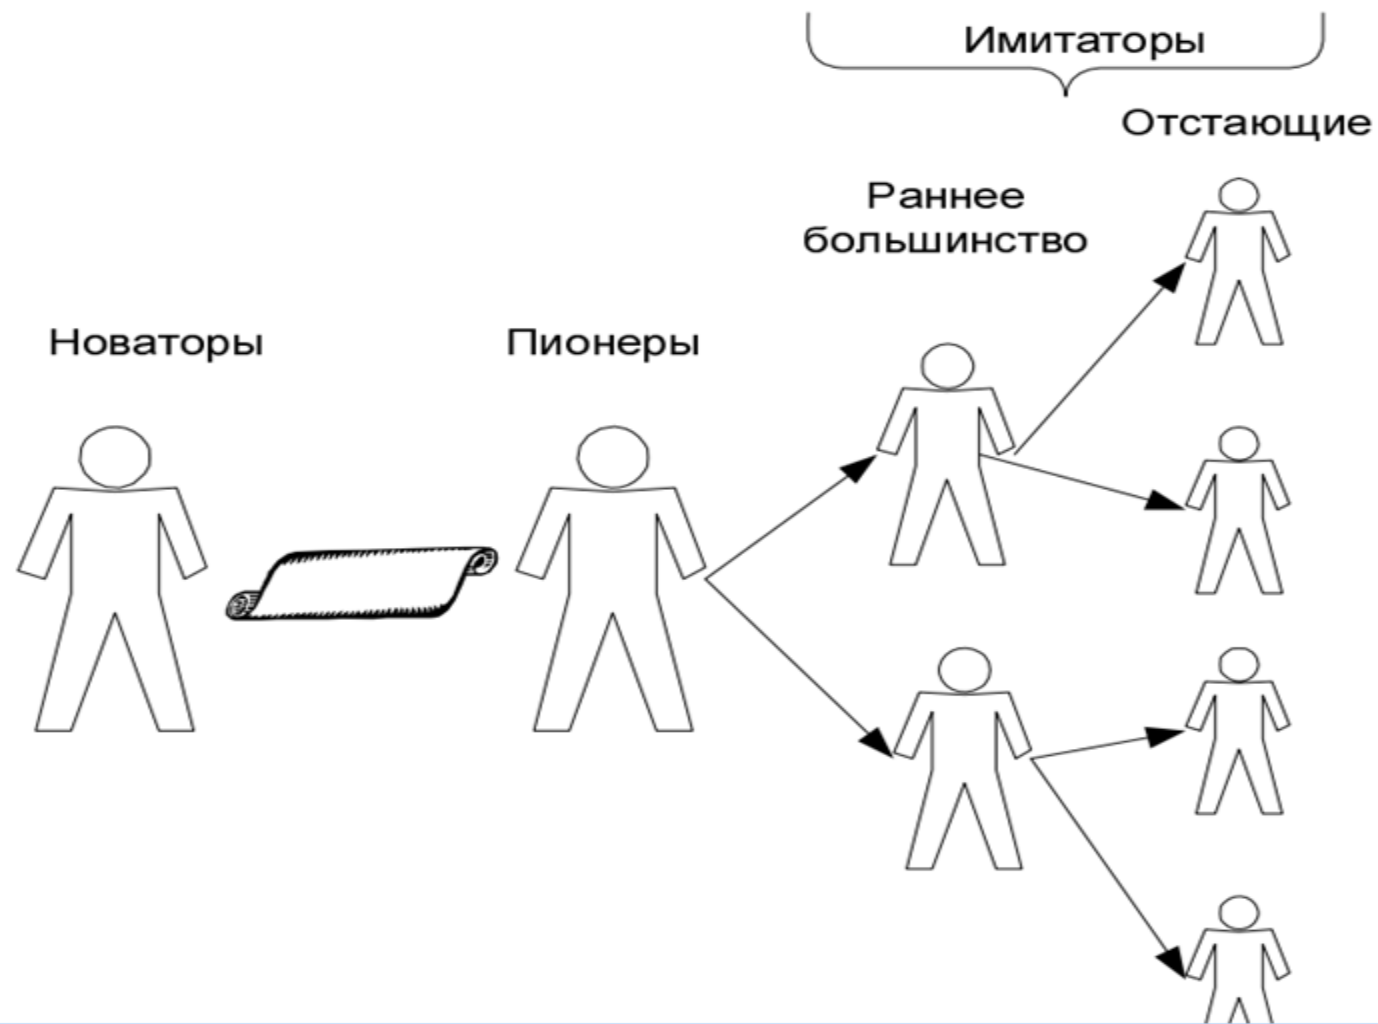 Имитаторы
Отстающие
Раннее
большинство
Новаторы
Пионеры